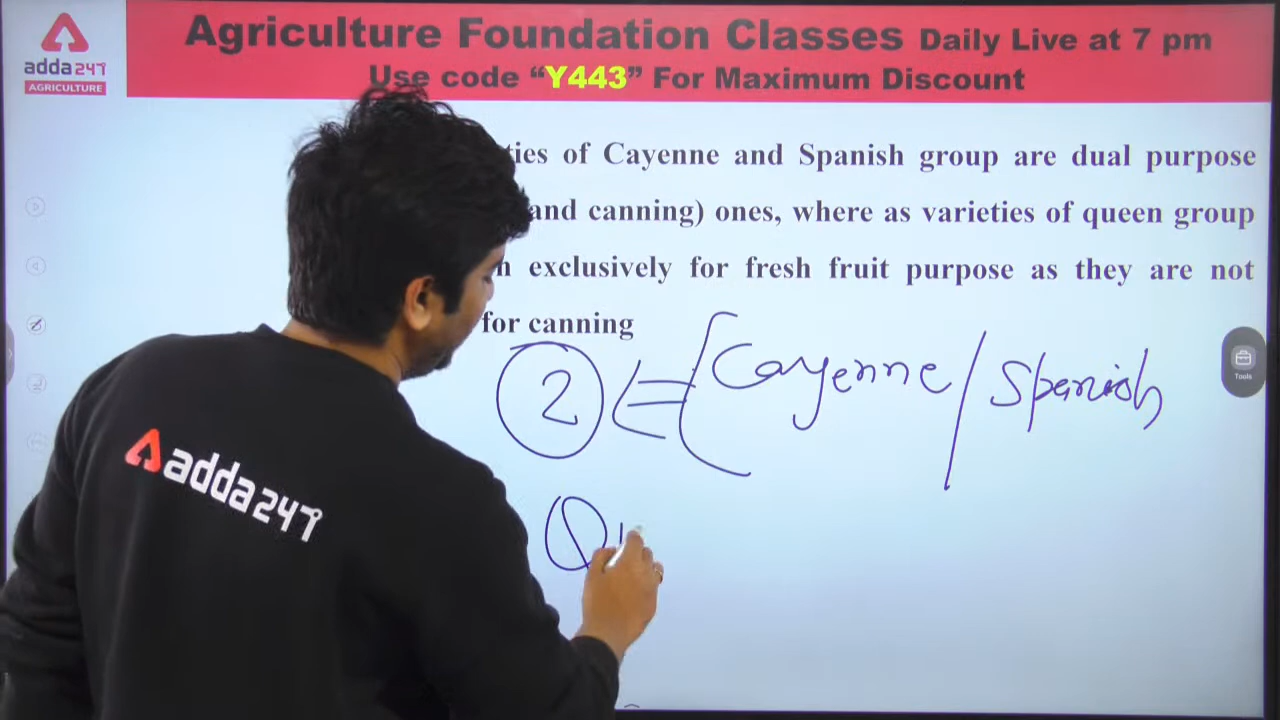 Agriculture Foundation Classes Daily Live at 7 pm
adda247
AGRICULTURE
Use code “Y443” For Maximum Discount
of Cayenne and Spanish group are dual purpose
and canning) ones, where as varieties of queen group
exclusively for fresh fruit purpose as they are not
for canning
2 Cayenne / Spanish
Tools
adda247